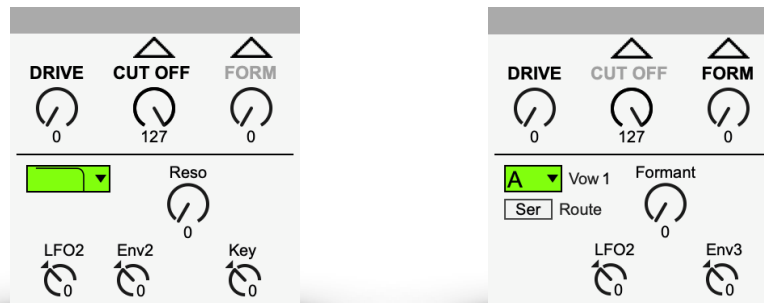 DRIVE CUT OFF FORM
0 127 0
Reso
0
LFO2 Env2 Key
0 0 0
DRIVE CUT OFF FORM
0 127 0
A Vow 1 Formant
Ser Route
0
LFO2 Env3
0 0